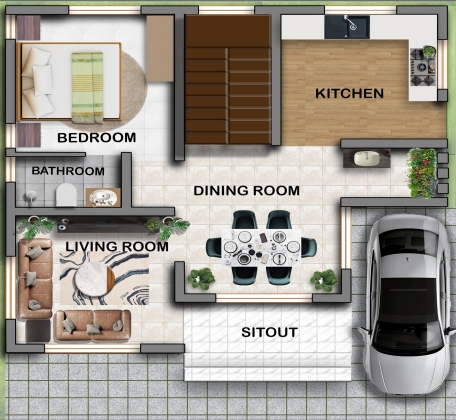 KITCHEN
BEDROOM
BATHROOM
DINING ROOM
LIVING ROOM
SITOUT